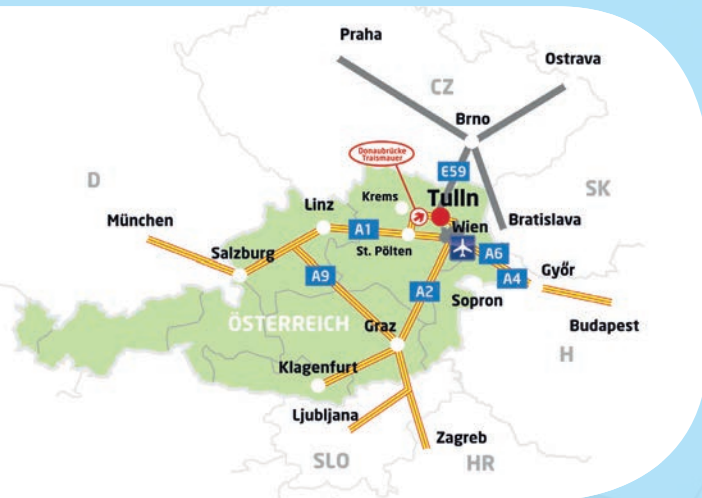 Praha
Ostrava
CZ
Brno
Donaubrücke
Traismauer
E59
D
SK
Krems
Tulln
Linz
München
A1
Wien
Bratislava
St. Pölten
Salzburg
A6
A9
A4
Győr
A2
Sopron
ÖSTERREICH
Graz
Budapest
H
Klagenfurt
Ljubljana
Zagreb
SLO
HR